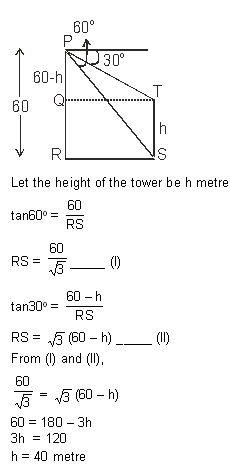 60°
P
30°
60-h
Q
T
60
h
R
S
Let the height of the tower be h metre
tan60° = 60/RS
RS = 60/√3 _____ (I)
tan30° = 60 – h/RS
RS = √3 (60 – h) _____ (II)
From (I) and (II),
60/√3 = √3 (60 – h)
60 = 180 – 3h
3h = 120
h = 40 metre